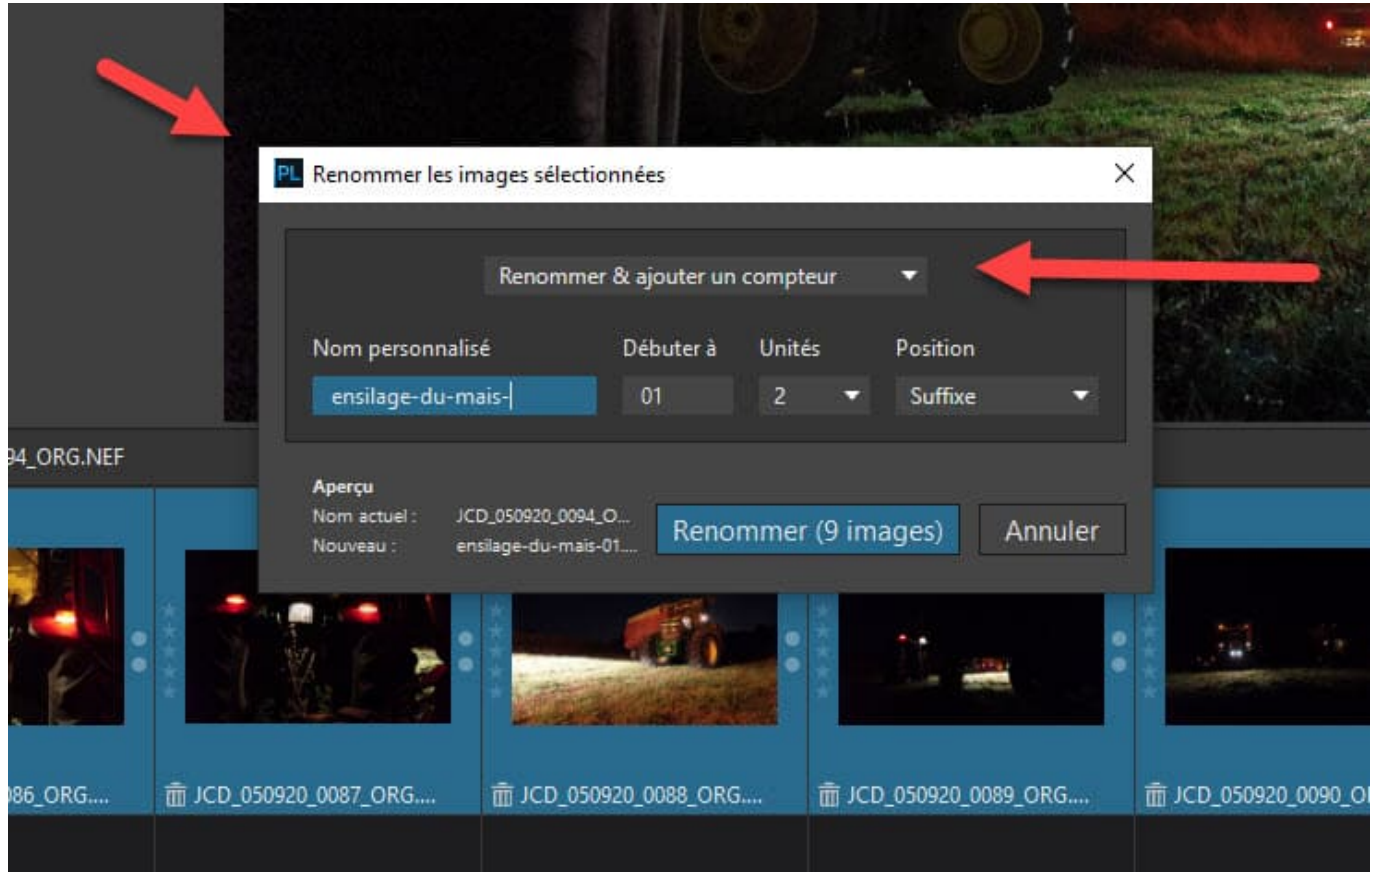 PL Renommer les images sélectionnées
Renommer & ajouter un compteur
Nom personnalisé Débuter à Unités Position
ensilage-du-mais- 01 2 Suffixe
94_ORG.NEF
Aperçu
Nom actuel : JCD_050920_0094_O...
Nouveau : ensilage-du-mais-01....
Renommer (9 images) Annuler
086_ORG.... JCD_050920_0087_ORG.... JCD_050920_0088_ORG.... JCD_050920_0089_ORG.... JCD_050920_0090_O